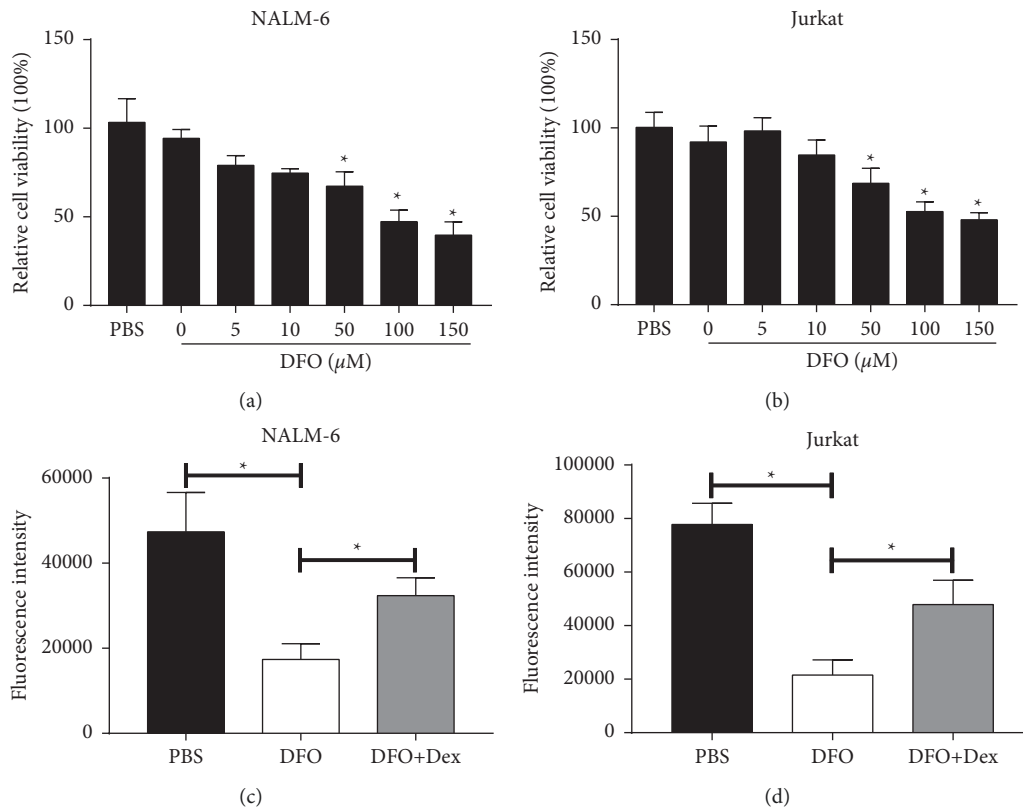 NALM-6
Relative cell viability (100%)
150
100
50
0
*
*
*
PBS 0 5 10 50 100 150
DFO (μM)
(a)
Jurkat
Relative cell viability (100%)
150
100
50
0
*
*
*
PBS 0 5 10 50 100 150
DFO (μM)
(b)
NALM-6
Fluorescence intensity
60000
40000
20000
0
*
*
PBS DFO DFO+Dex
(c)
Jurkat
Fluorescence intensity
100000
80000
60000
40000
20000
0
*
*
PBS DFO DFO+Dex
(d)